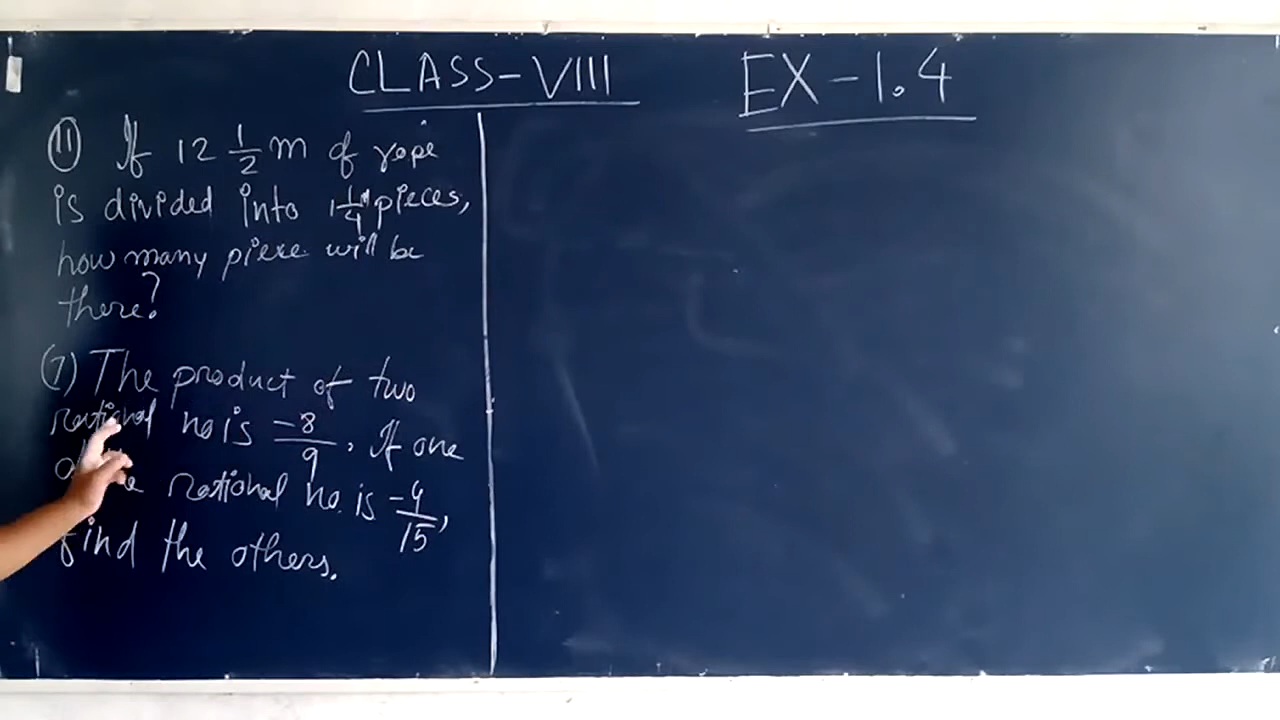 CLASS-VIII
EX-1.4
(11) If 12 1/2 m of rope
is divided into 1 1/4 m pieces,
how many piece will be
there?
(7) The product of two
rational no is -8/9. If one
rational no. is -4/15,
find the others.